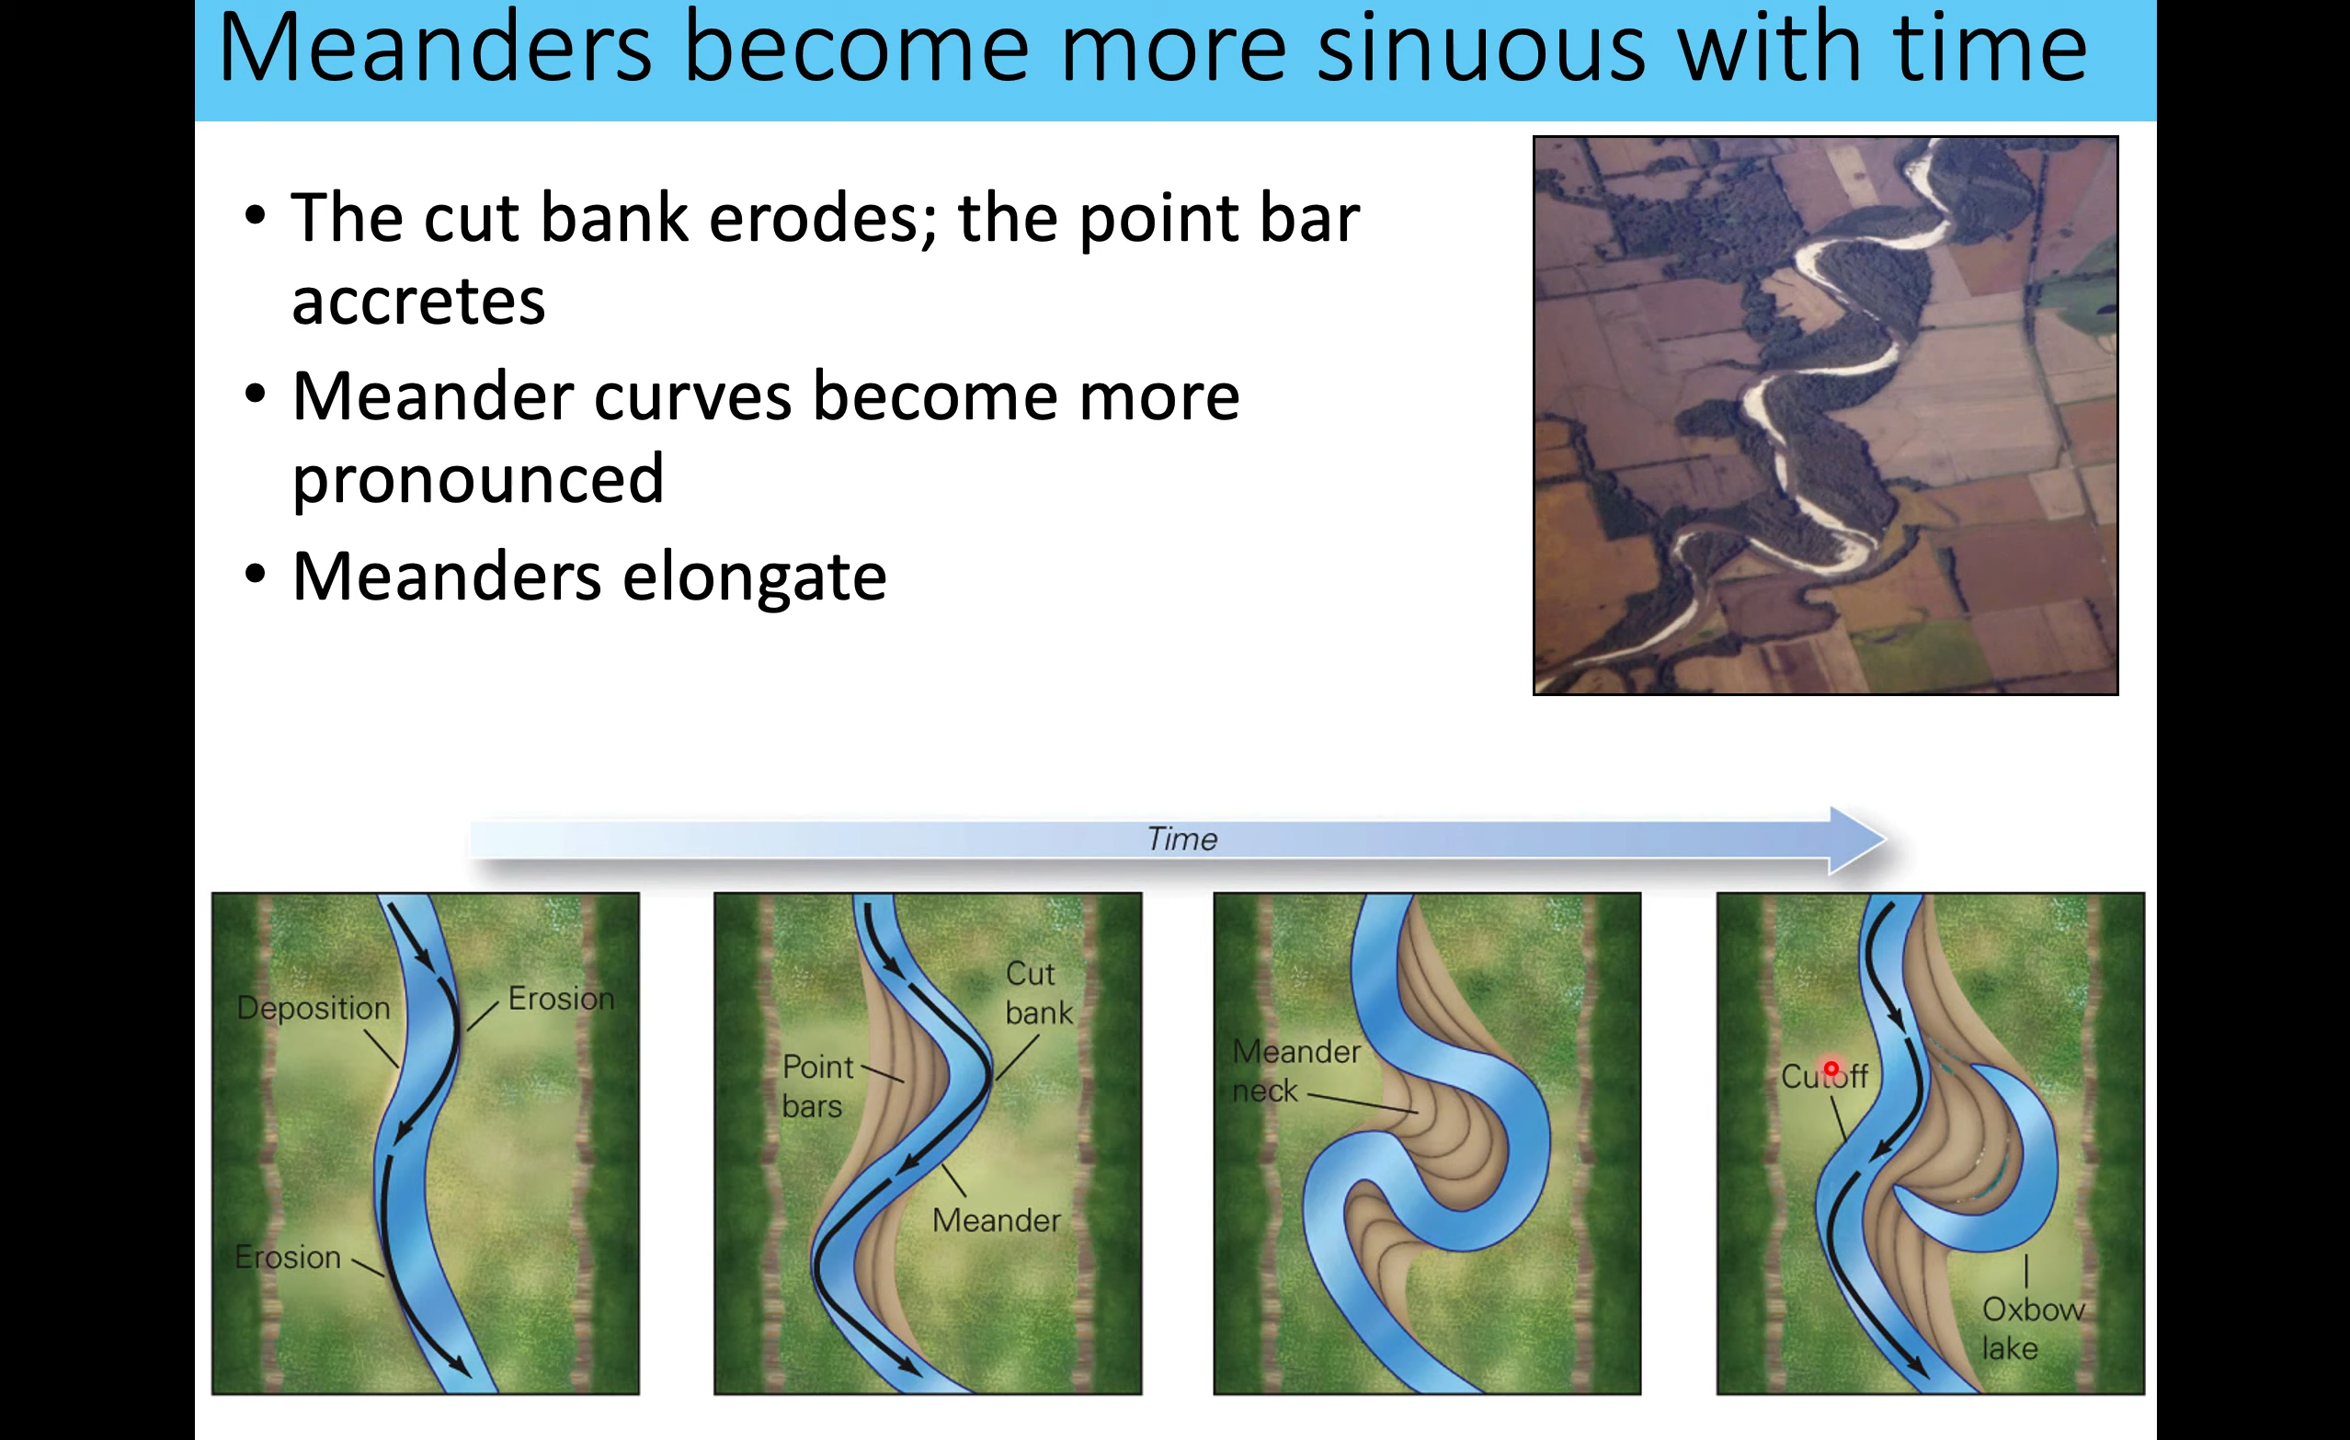 Meanders become more sinuous with time
• The cut bank erodes; the point bar
accretes
• Meander curves become more
pronounced
• Meanders elongate
Time
Deposition
Erosion
Erosion
Cut
bank
Point
bars
Meander
Meander
neck
Cutoff
Oxbow
lake